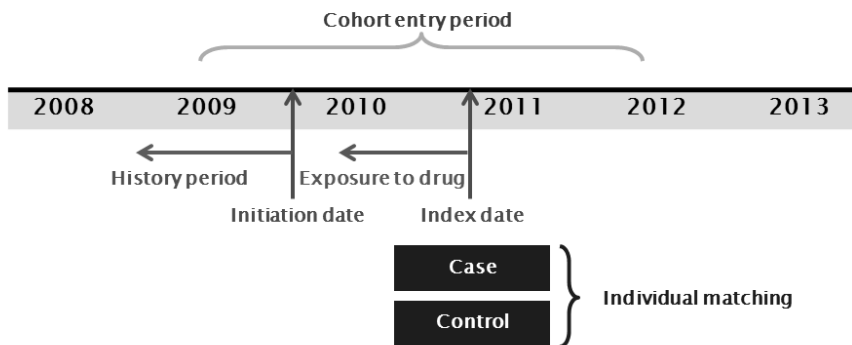 Cohort entry period
2008 2009 2010 2011 2012 2013
History period Exposure to drug
Initiation date Index date
Case
Individual matching
Control